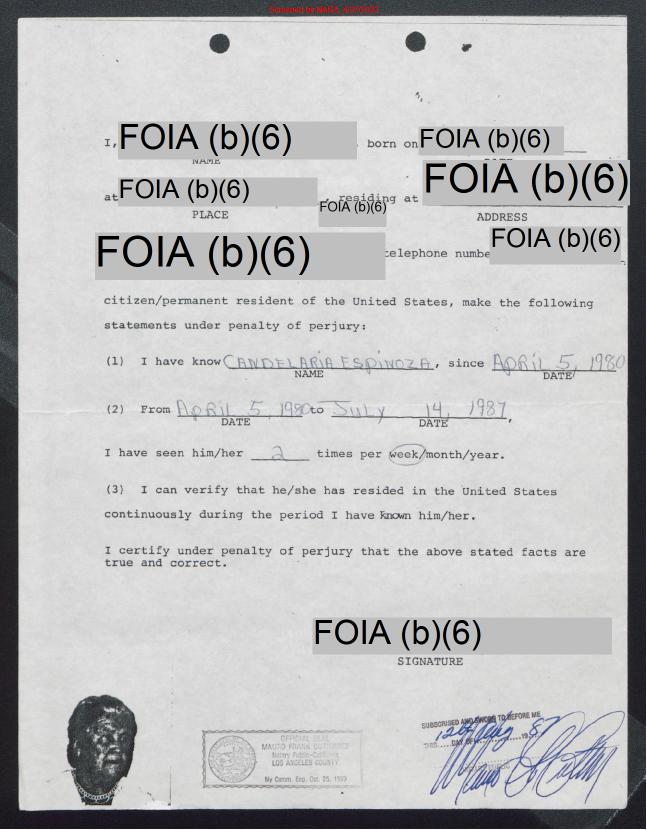 Screened by NARA, 4/24/2023
I, FOIA (b)(6) born on FOIA (b)(6)
NAME
at FOIA (b)(6) , residing at FOIA (b)(6)
PLACE FOIA (b)(6) ADDRESS
FOIA (b)(6) telephone numbe FOIA (b)(6)
citizen/permanent resident of the United States, make the following
statements under penalty of perjury:
(1) I have know CANDELARIA ESPINOZA, since APRIL 5, 1980
NAME DATE
(2) From APRIL 5, 1980 to JULY 14, 1987,
DATE DATE
I have seen him/her 2 times per week/month/year.
(3) I can verify that he/she has resided in the United States
continuously during the period I have known him/her.
I certify under penalty of perjury that the above stated facts are
true and correct.
FOIA (b)(6)
SIGNATURE
SUBSCRIBED AND SWORN TO BEFORE ME
DAY OF 19
OFFICIAL SEAL
MAURO FRANK GUTIERREZ
Notary Public-California
LOS ANGELES COUNTY
My Comm. Exp. Oct. 25, 1989